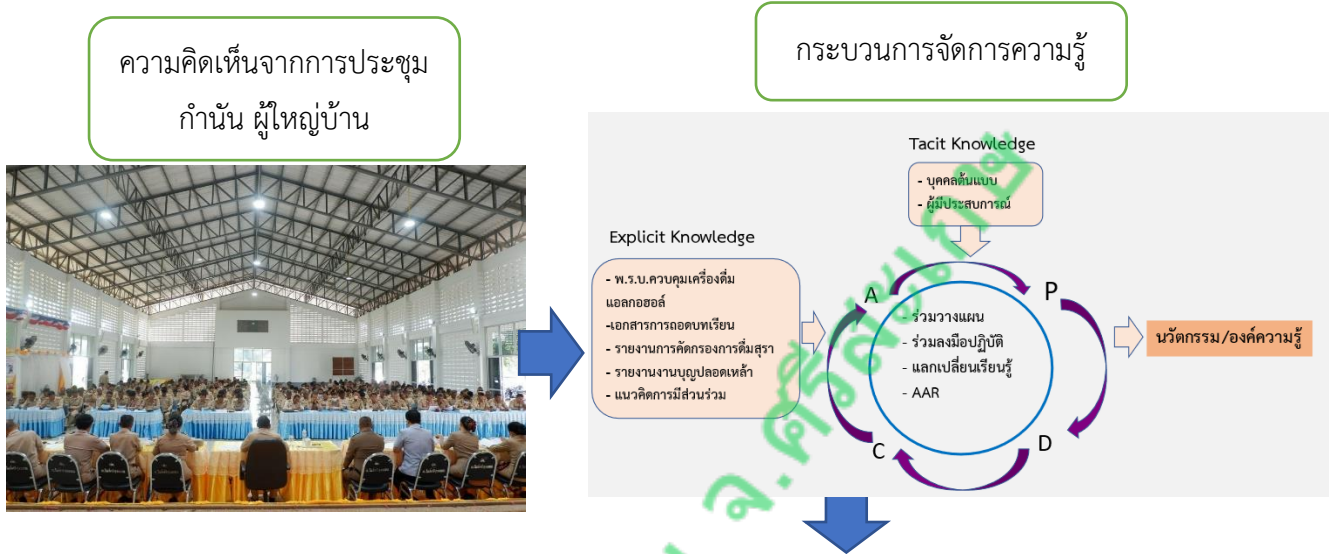 ความคิดเห็นจากการประชุม
กำนัน ผู้ใหญ่บ้าน
กระบวนการจัดการความรู้
Tacit Knowledge
- บุคคลต้นแบบ
- ผู้มีประสบการณ์
Explicit Knowledge
- พ.ร.บ.ควบคุมเครื่องดื่ม
แอลกอฮอล์
-เอกสารการถอดบทเรียน
- รายงานการคัดกรองการดื่มสุรา
- รายงานงานบุญปลอดเหล้า
- แนวคิดการมีส่วนร่วม
A
P
- ร่วมวางแผน
- ร่วมลงมือปฏิบัติ
- แลกเปลี่ยนเรียนรู้
- AAR
C
D
นวัตกรรม/องค์ความรู้
จ.ศรีสะเกษ